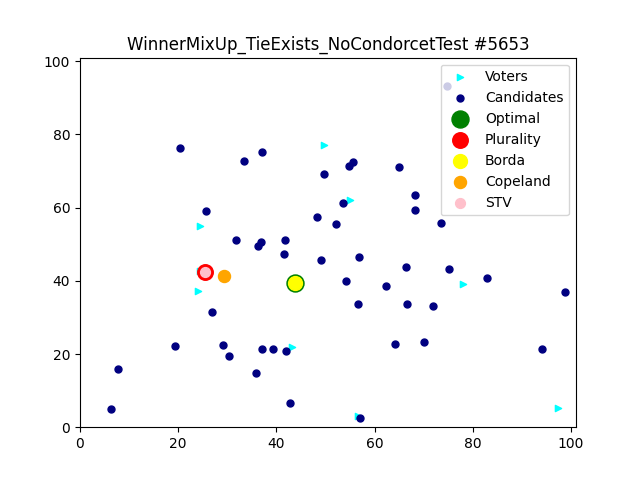 WinnerMixUp_TieExists_NoCondorcetTest #5653
100
80
60
40
20
0
0 20 40 60 80 100
Voters
Candidates
Optimal
Plurality
Borda
Copeland
STV